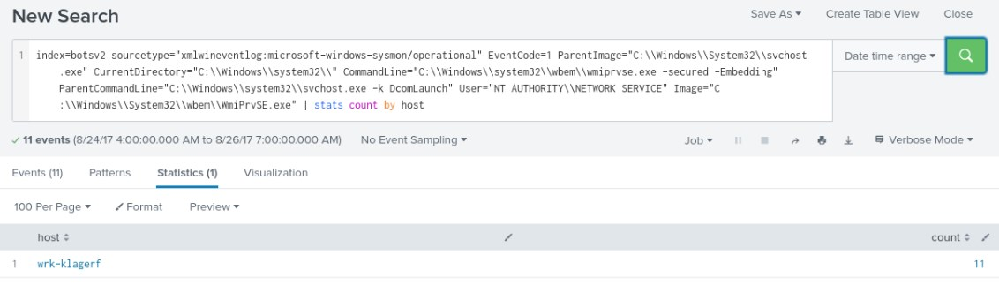 New Search
Save As ▾ Create Table View Close
1 index=botsv2 sourcetype="xmlwineventlog:microsoft-windows-sysmon/operational" EventCode=1 ParentImage="C:\\Windows\\System32\\svchost
.exe" CurrentDirectory="C:\\Windows\\system32\\" CommandLine="C:\\Windows\\system32\\wbem\\wmiprvse.exe -secured -Embedding"
ParentCommandLine="C:\\Windows\\system32\\svchost.exe -k DcomLaunch" User="NT AUTHORITY\\NETWORK SERVICE" Image="C
:\\Windows\\System32\\wbem\\WmiPrvSE.exe" | stats count by host
Date time range ▾
✓ 11 events (8/24/17 4:00:00.000 AM to 8/26/17 7:00:00.000 AM) No Event Sampling ▾ Job ▾ Verbose Mode ▾
Events (11) Patterns Statistics (1) Visualization
100 Per Page ▾ Format Preview ▾
host count
1 wrk-klagerf 11